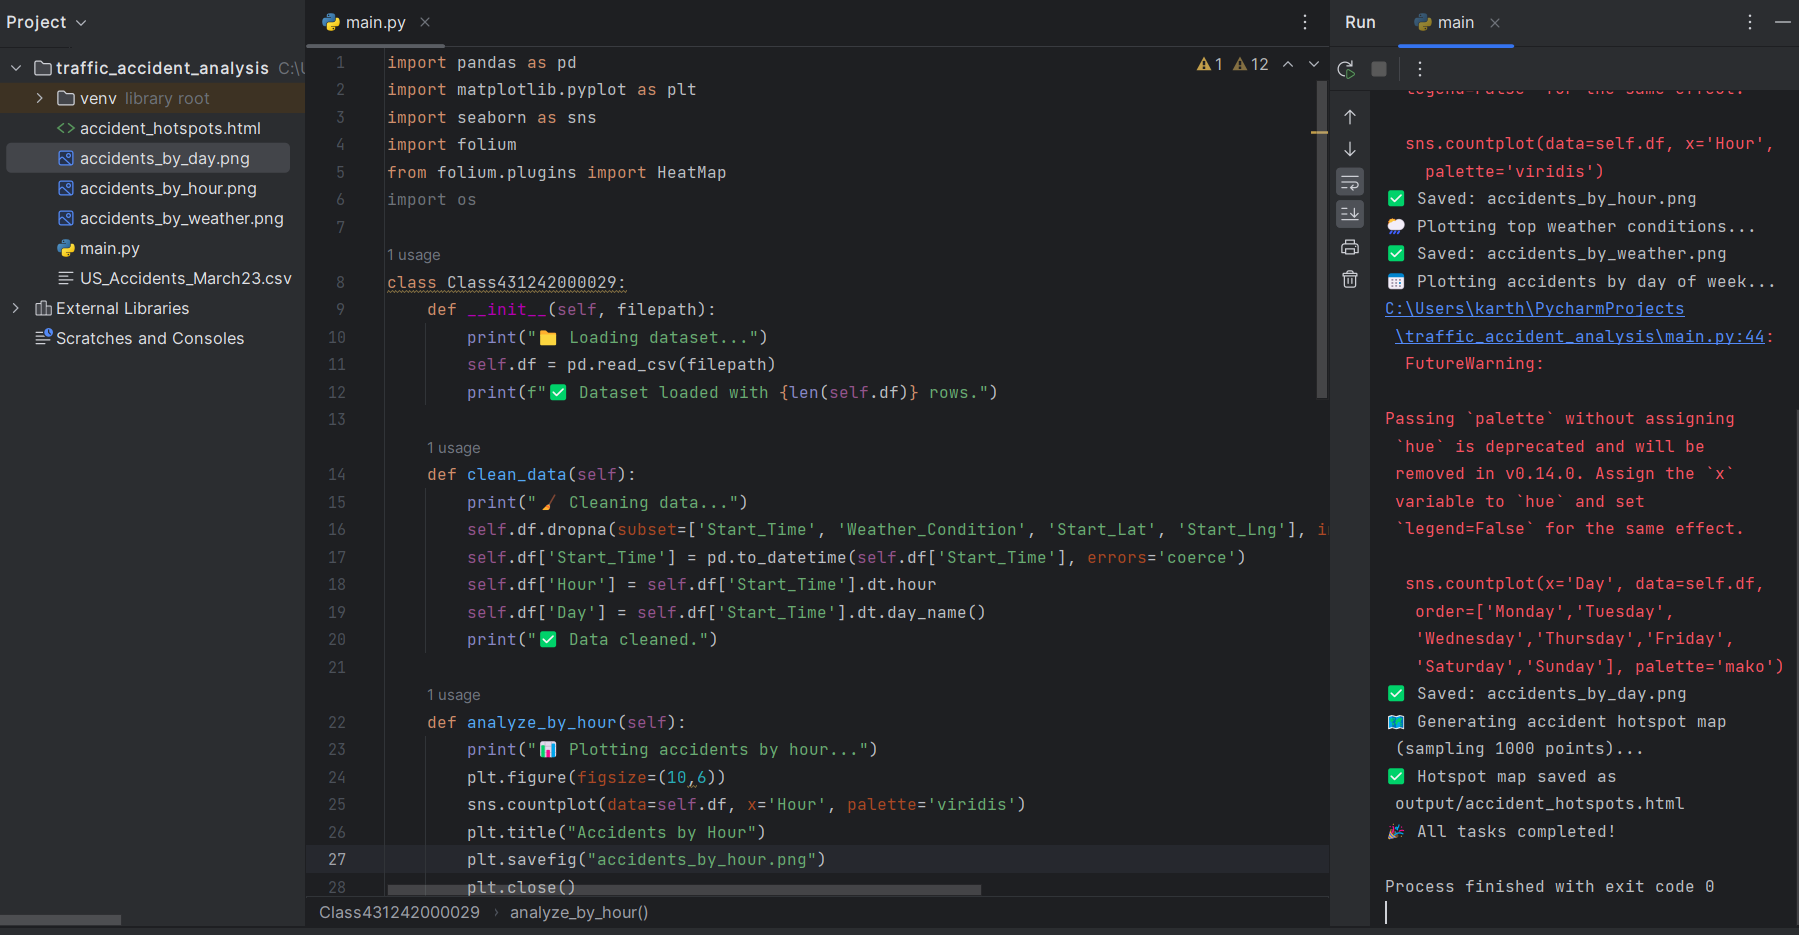 Project
traffic_accident_analysis C:\U
venv library root
accident_hotspots.html
accidents_by_day.png
accidents_by_hour.png
accidents_by_weather.png
main.py
US_Accidents_March23.csv
External Libraries
Scratches and Consoles
main.py
1 12
1 import pandas as pd
2 import matplotlib.pyplot as plt
3 import seaborn as sns
4 import folium
5 from folium.plugins import HeatMap
6 import os
7
1 usage
8 class Class431242000029:
9 def __init__(self, filepath):
10 print("📁 Loading dataset...")
11 self.df = pd.read_csv(filepath)
12 print(f"✅ Dataset loaded with {len(self.df)} rows.")
13
1 usage
14 def clean_data(self):
15 print("🧹 Cleaning data...")
16 self.df.dropna(subset=['Start_Time', 'Weather_Condition', 'Start_Lat', 'Start_Lng'], i
17 self.df['Start_Time'] = pd.to_datetime(self.df['Start_Time'], errors='coerce')
18 self.df['Hour'] = self.df['Start_Time'].dt.hour
19 self.df['Day'] = self.df['Start_Time'].dt.day_name()
20 print("✅ Data cleaned.")
21
1 usage
22 def analyze_by_hour(self):
23 print("📊 Plotting accidents by hour...")
24 plt.figure(figsize=(10,6))
25 sns.countplot(data=self.df, x='Hour', palette='viridis')
26 plt.title("Accidents by Hour")
27 plt.savefig("accidents_by_hour.png")
28 plt.close()
Class431242000029 › analyze_by_hour()
Run main
`legend=False` for the same effect.
sns.countplot(data=self.df, x='Hour',
palette='viridis')
✅ Saved: accidents_by_hour.png
🌦 Plotting top weather conditions...
✅ Saved: accidents_by_weather.png
📅 Plotting accidents by day of week...
C:\Users\karth\PycharmProjects
\traffic_accident_analysis\main.py:44:
FutureWarning:
Passing `palette` without assigning
`hue` is deprecated and will be
removed in v0.14.0. Assign the `x`
variable to `hue` and set
`legend=False` for the same effect.
sns.countplot(x='Day', data=self.df,
order=['Monday','Tuesday',
'Wednesday','Thursday','Friday',
'Saturday','Sunday'], palette='mako')
✅ Saved: accidents_by_day.png
🗺 Generating accident hotspot map
(sampling 1000 points)...
✅ Hotspot map saved as
output/accident_hotspots.html
🎉 All tasks completed!
Process finished with exit code 0